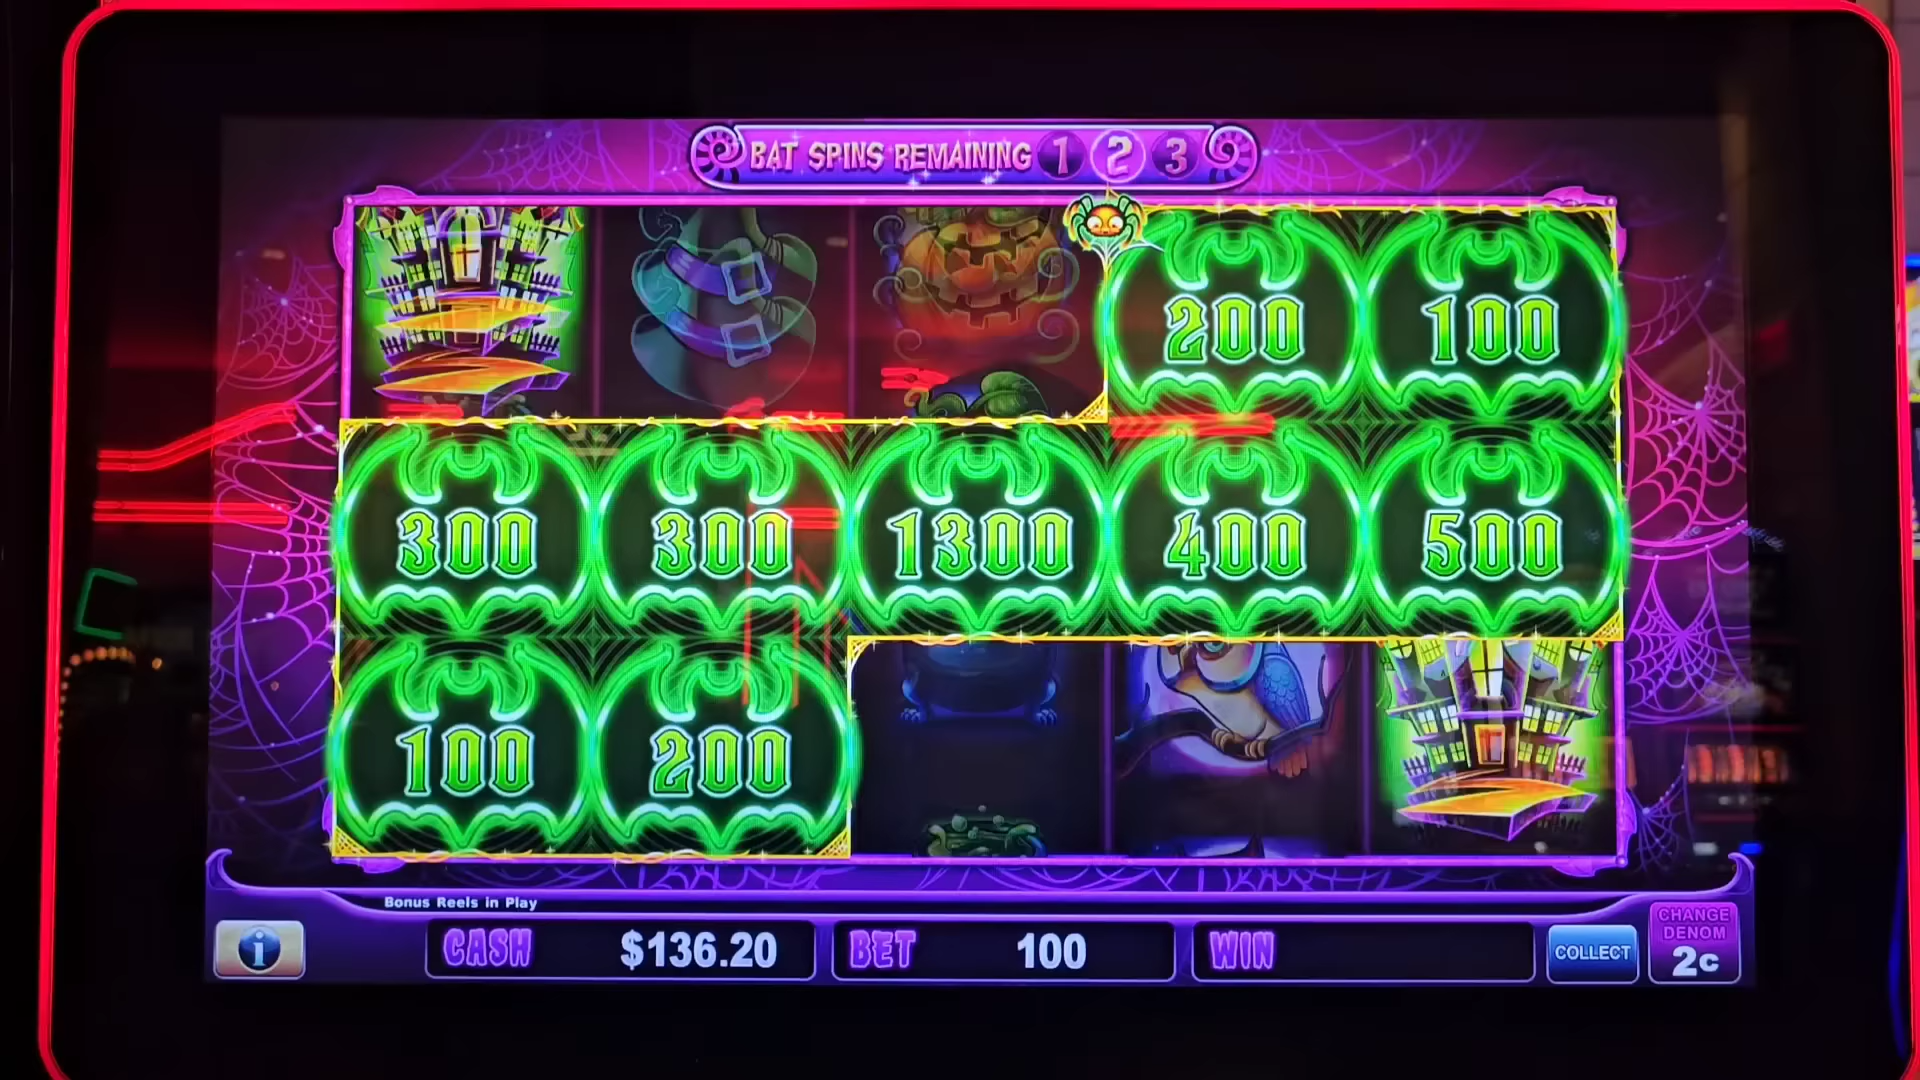 BAT SPINS REMAINING 1 2 3
200 100
300 300 1300 400 500
100 200
Bonus Reels in Play
CHANGE
DENOM
CASH $136.20 BET 100 WIN COLLECT 2c